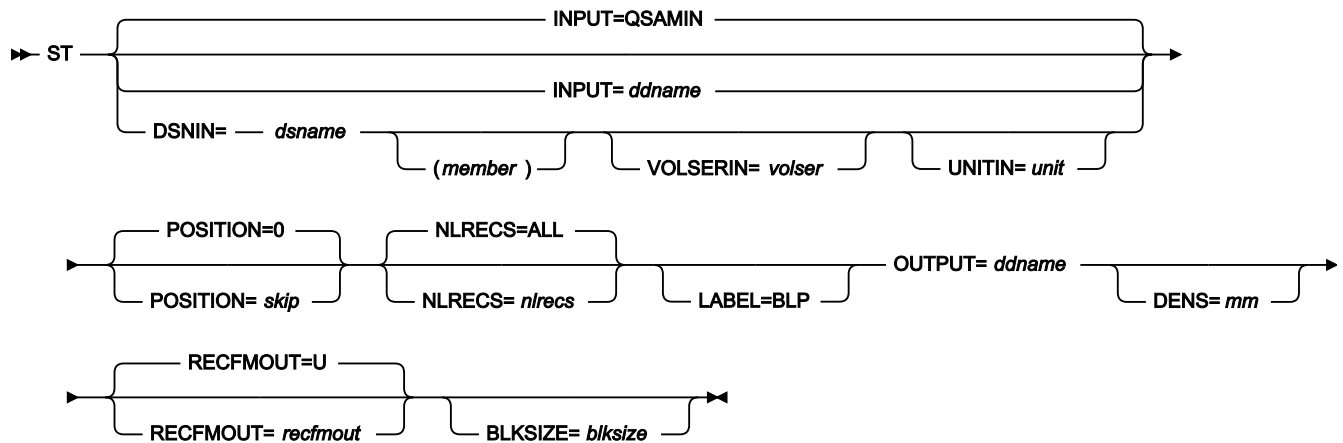 INPUT=QSAMIN
ST
INPUT= ddname
DSNIN= dsname
(member )
VOLSERIN= volser
UNITIN= unit
POSITION=0
POSITION= skip
NLRECS=ALL
NLRECS= nlrecs
LABEL=BLP
OUTPUT= ddname
DENS= mm
RECFMOUT=U
RECFMOUT= recfmout
BLKSIZE= blksize